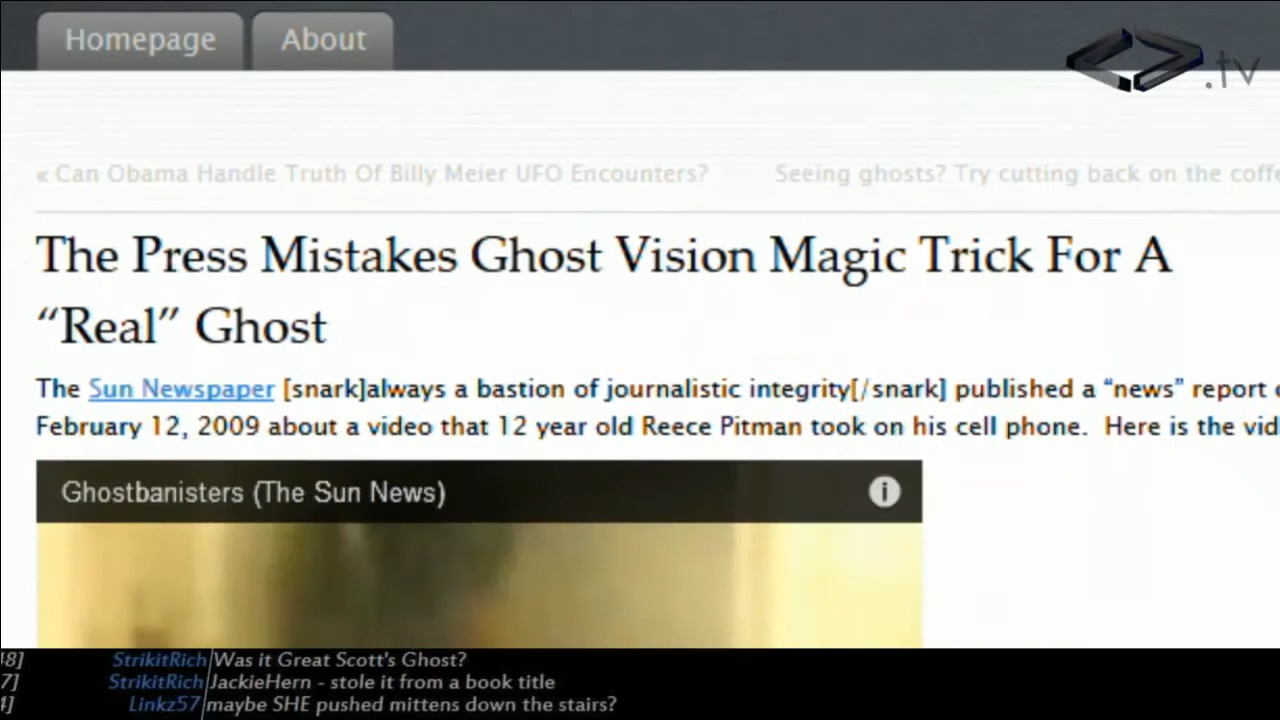 Homepage
About
.tv
« Can Obama Handle Truth Of Billy Meier UFO Encounters?
Seeing ghosts? Try cutting back on the
The Press Mistakes Ghost Vision Magic Trick For A
“Real” Ghost
The Sun Newspaper [snark]always a bastion of journalistic integrity[/snark] published a “news” report
February 12, 2009 about a video that 12 year old Reece Pitman took on his cell phone. Here is the
Ghostbanisters (The Sun News)
i
8] StrikitRich Was it Great Scott's Ghost?
7] StrikitRich JackieHern - stole it from a book title
4] Linkz57 maybe SHE pushed mittens down the stairs?